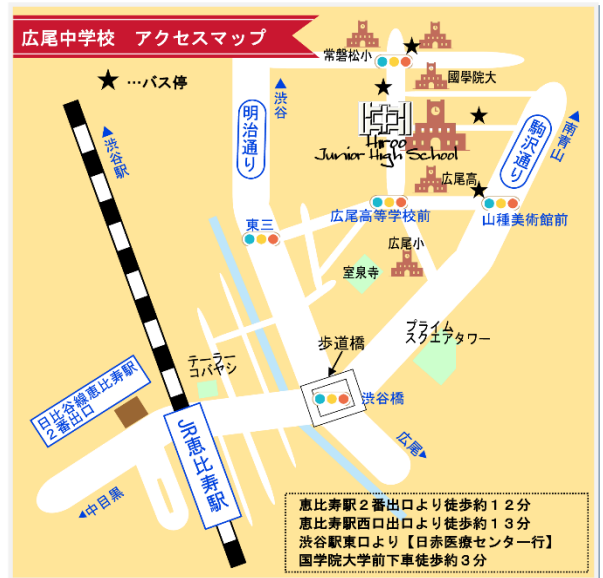 広尾中学校 アクセスマップ
★…バス停
常磐松小
國學院大
▲渋谷
▲渋谷駅
明治通り
駒沢通り
▲南青山
Hiroo
Junior High School
広尾高
広尾高等学校前
山種美術館前
東三
広尾小
室泉寺
プライム
スクエアタワー
歩道橋
テーラー
コバヤシ
渋谷橋
日比谷線恵比寿駅
2番出口
JR恵比寿駅
広尾▶
◀中目黒
恵比寿駅2番出口より徒歩約12分
恵比寿駅西口出口より徒歩約13分
渋谷駅東口より【日赤医療センター行】
国学院大学前下車徒歩約3分